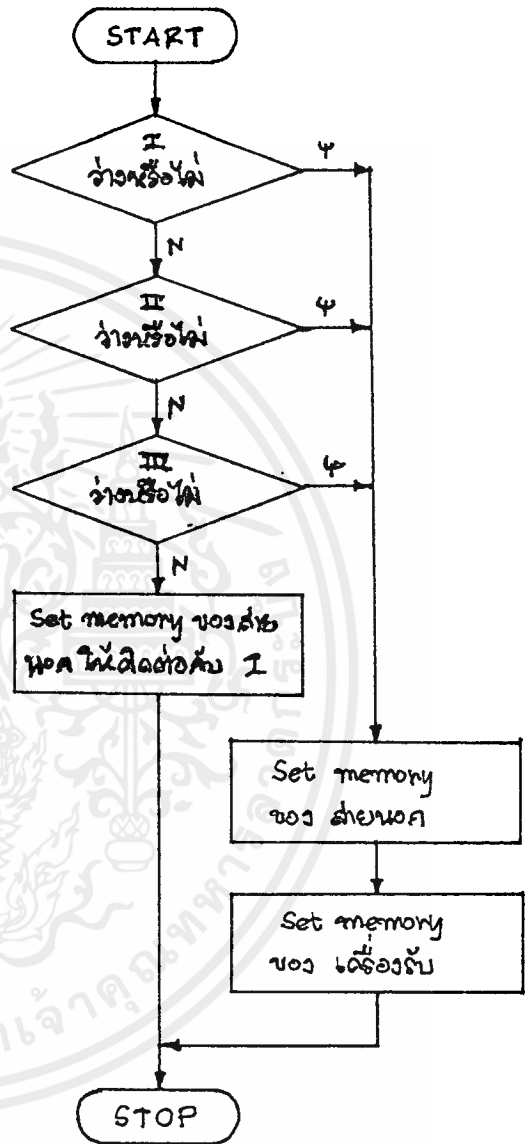 START
I
ว่างหรือไม่
Y
N
II
ว่างหรือไม่
Y
N
III
ว่างหรือไม่
Y
N
Set memory ของสาย
นอก ให้ติดต่อกับ I
Set memory
ของ สายนอก
Set memory
ของ เครื่องรับ
STOP